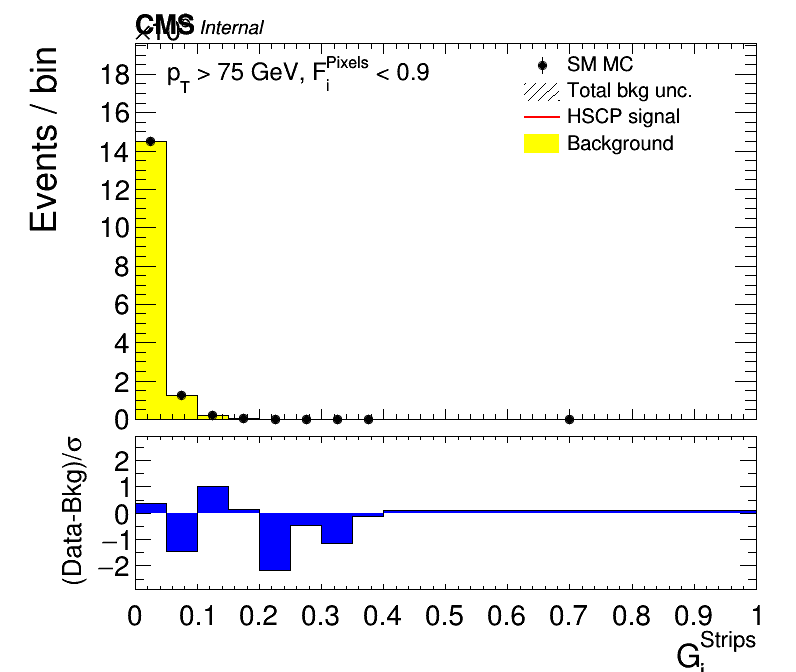 CMS Internal
p_T > 75 GeV, F_i^Pixels < 0.9
SM MC
Total bkg unc.
HSCP signal
Background
Events / bin
18
16
14
12
10
8
6
4
2
0
(Data-Bkg)/σ
2
1
0
−1
−2
0 0.1 0.2 0.3 0.4 0.5 0.6 0.7 0.8 0.9 1
G_i^Strips